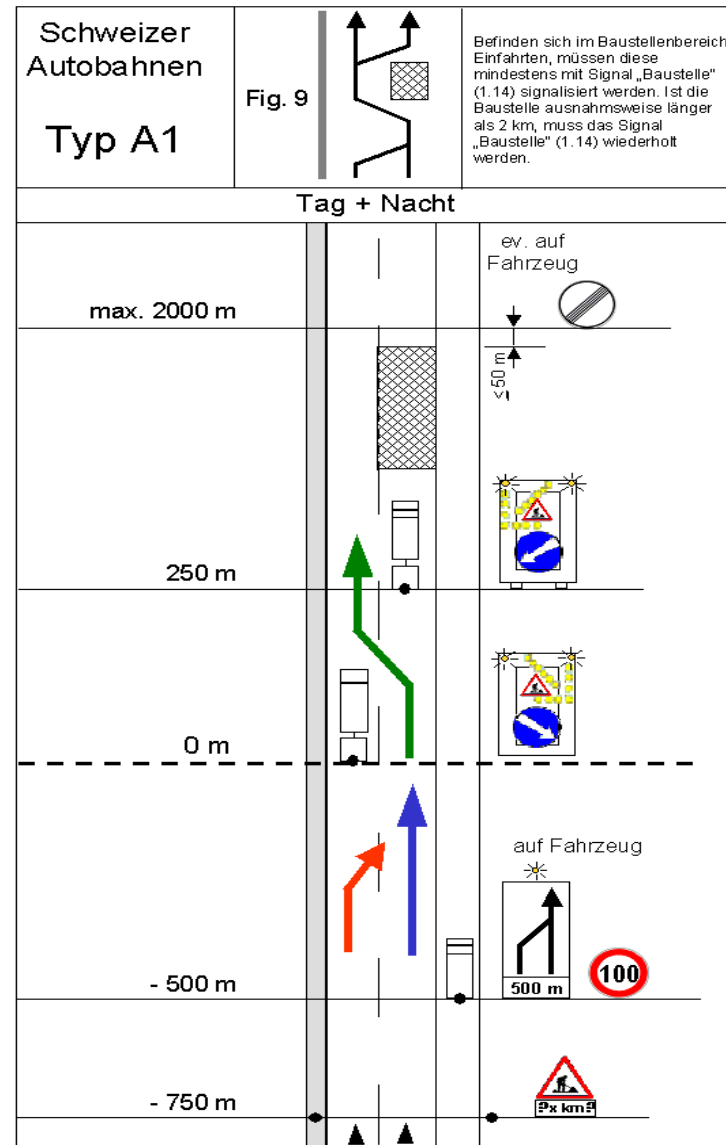 Schweizer
Autobahnen
Typ A1
Fig. 9
Befinden sich im Baustellenbereich
Einfahrten, müssen diese
mindestens mit Signal „Baustelle"
(1.14) signalisiert werden. Ist die
Baustelle ausnahmsweise länger
als 2 km, muss das Signal
„Baustelle" (1.14) wiederholt
werden.
Tag + Nacht
ev. auf
Fahrzeug
max. 2000 m
≤ 50 m
250 m
0 m
auf Fahrzeug
500 m
100
- 500 m
?x km?
- 750 m